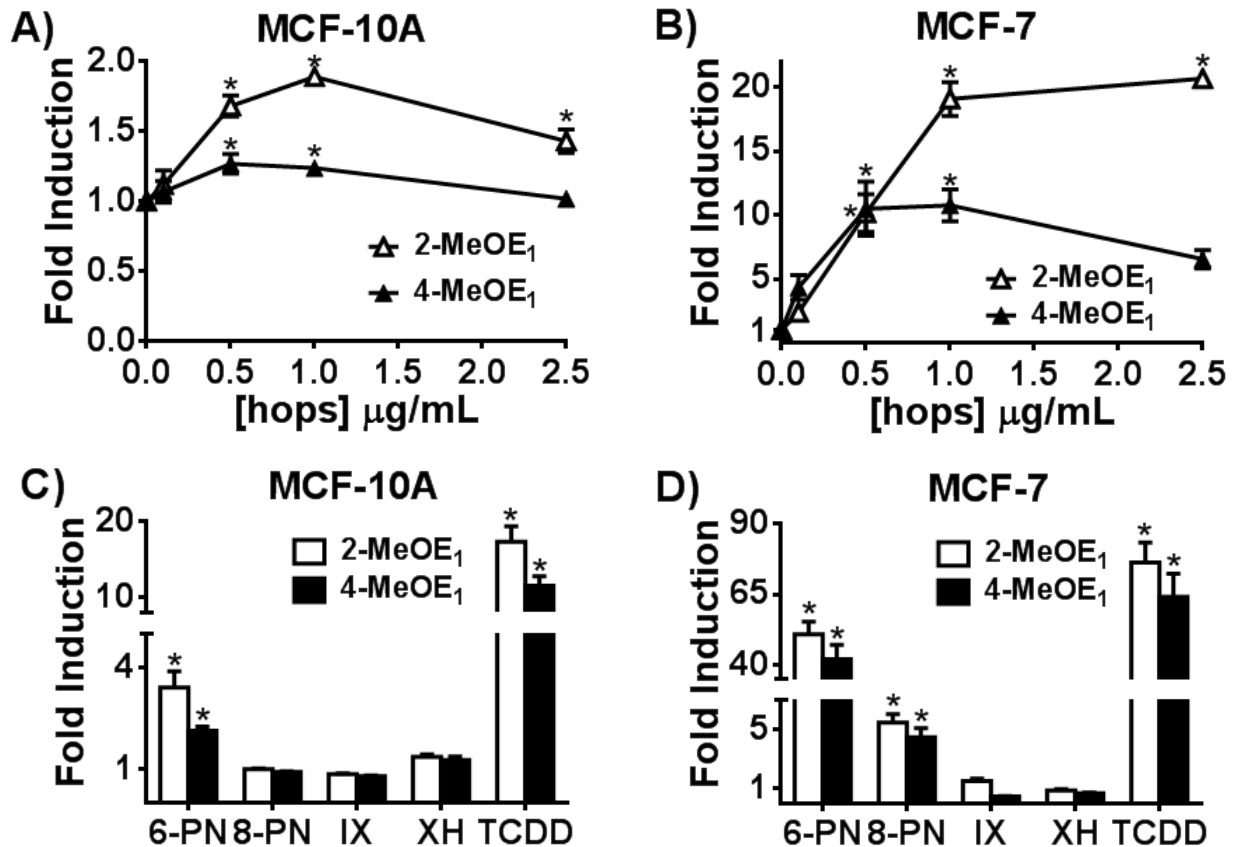 A) MCF-10A
Fold Induction
2.0
1.5
1.0
0.5
0.0
* * * * *
2-MeOE₁
4-MeOE₁
0.0 0.5 1.0 1.5 2.0 2.5
[hops] μg/mL
B) MCF-7
Fold Induction
20
15
10
5
1
* * * * *
2-MeOE₁
4-MeOE₁
0.0 0.5 1.0 1.5 2.0 2.5
[hops] μg/mL
C) MCF-10A
Fold Induction
20
10
4
1
2-MeOE₁
4-MeOE₁
* * * *
6-PN 8-PN IX XH TCDD
D) MCF-7
Fold Induction
90
65
40
5
1
2-MeOE₁
4-MeOE₁
* * * * * *
6-PN 8-PN IX XH TCDD